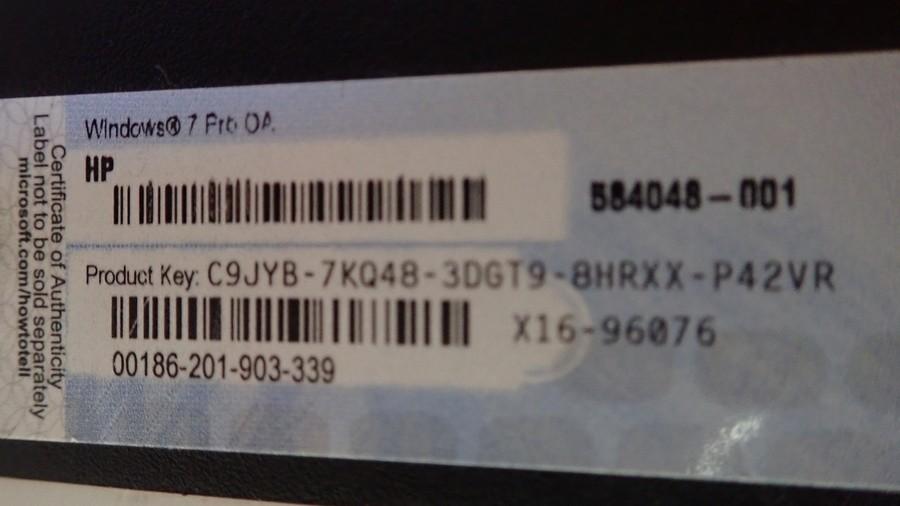 Windows® 7 Pro OA
HP
584048-001
Product Key: C9JYB-7KQ48-3DGT9-8HRXX-P42VR
X16-96076
00186-201-903-339
Certificate of Authenticity
Label not to be sold separately
microsoft.com/howtotell